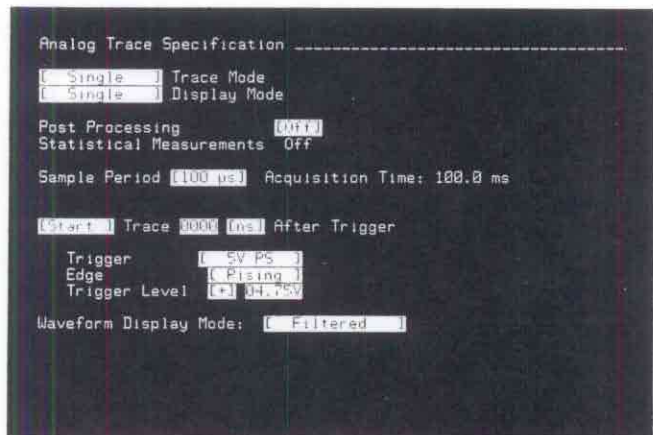 Analog Trace Specification
[ Single ] Trace Mode
[ Single ] Display Mode
Post Processing [Off]
Statistical Measurements Off
Sample Period [100 µs] Acquisition Time: 100.0 ms
[Start ] Trace 0000 [ns] After Trigger
Trigger [ 5V PS ]
Edge [ Rising ]
Trigger Level [+] 04.75V
Waveform Display Mode: [ Filtered ]